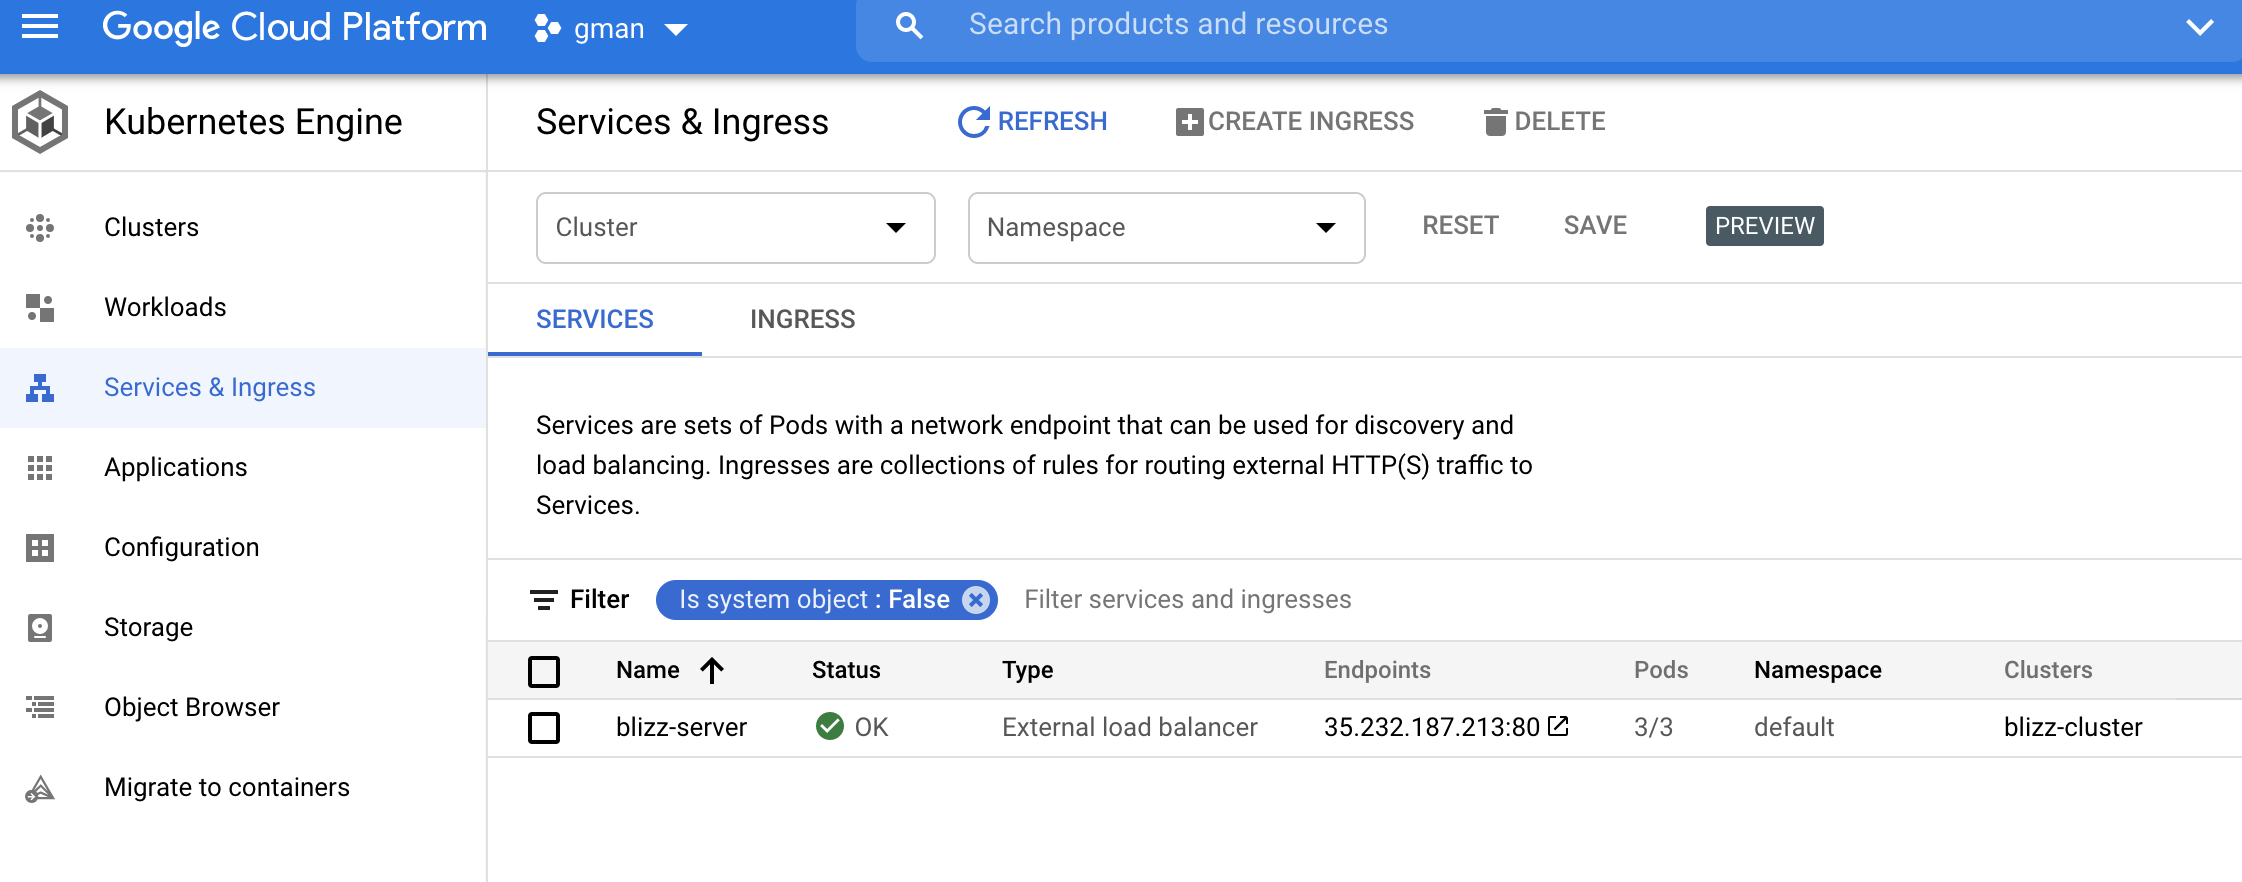 Google Cloud Platform gman Search products and resources
Kubernetes Engine
Services & Ingress REFRESH CREATE INGRESS DELETE
Clusters
Workloads
Services & Ingress
Applications
Configuration
Storage
Object Browser
Migrate to containers
Cluster Namespace RESET SAVE PREVIEW
SERVICES INGRESS
Services are sets of Pods with a network endpoint that can be used for discovery and
load balancing. Ingresses are collections of rules for routing external HTTP(S) traffic to
Services.
Filter Is system object : False Filter services and ingresses
Name Status Type Endpoints Pods Namespace Clusters
blizz-server OK External load balancer 35.232.187.213:80 3/3 default blizz-cluster